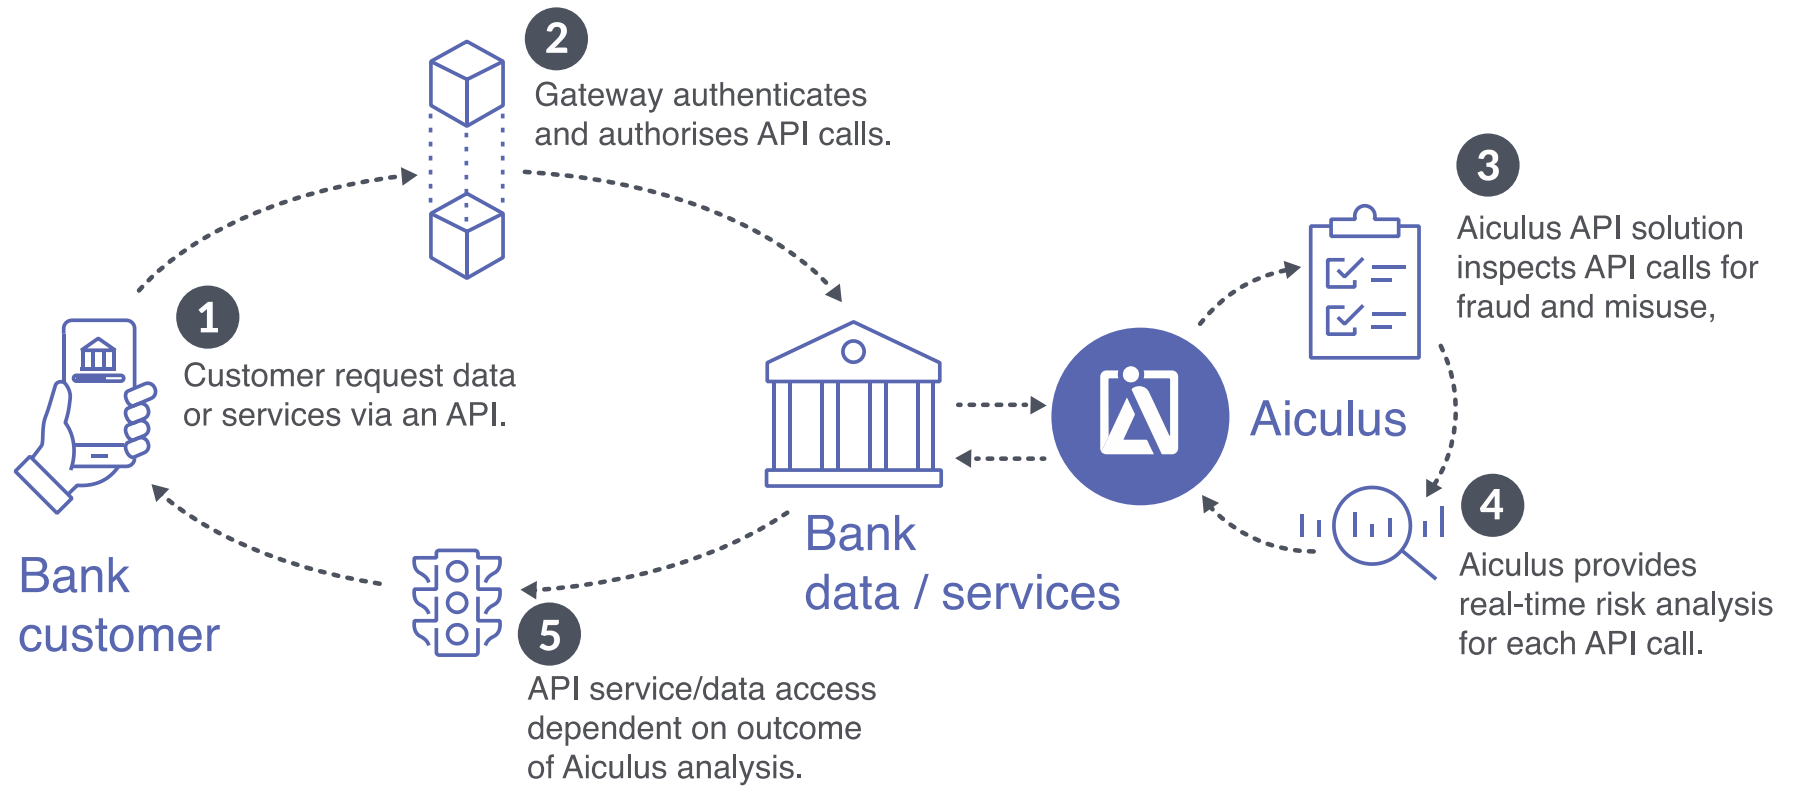 1
Customer request data
or services via an API.
2
Gateway authenticates
and authorises API calls.
3
Aiculus API solution
inspects API calls for
fraud and misuse,
4
Aiculus provides
real-time risk analysis
for each API call.
5
API service/data access
dependent on outcome
of Aiculus analysis.
Bank
customer
Bank
data / services
Aiculus